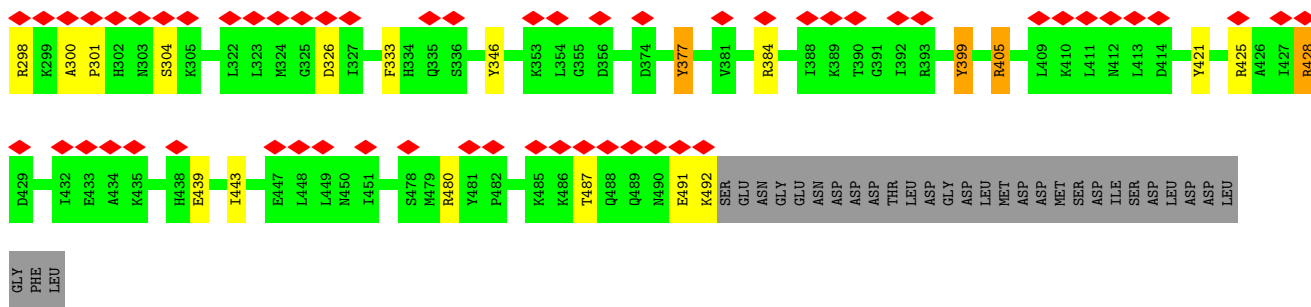 R298 K299 A300 P301 H302 N303 S304 K305 L322 L323 M324 G325 D326 I327 F333 H334 Q335 S336 Y346 K353 L354 G355 D356 D374 Y377 V381 R384 I388 K389 T390 G391 I392 R393 Y399 R405 L409 K410 L411 N412 L413 D414 Y421 R425 A426 I427 R428
D429 I432 E433 A434 K435 H438 E439 I443 E447 L448 L449 N450 I451 S478 M479 R480 Y481 P482 K485 K486 T487 Q488 Q489 N490 E491 K492 SER GLU ASN GLY GLU ASN ASP ASP ASP THR LEU ASP GLY ASP LEU MET ASP ASP MET SER ASP ILE SER ASP LEU ASP ASP LEU
GLY PHE LEU